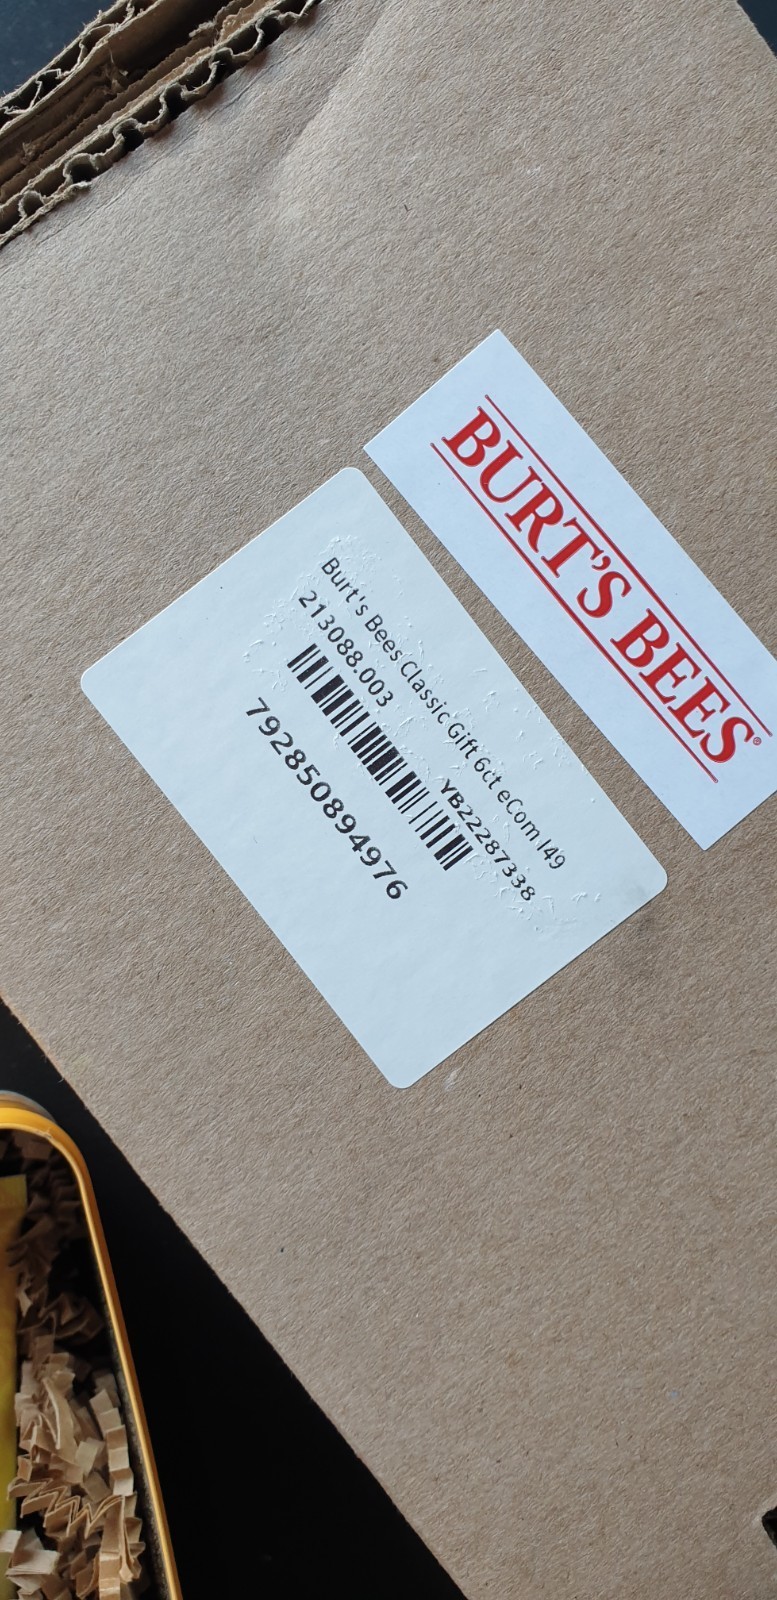 BURT'S BEES®
Burt's Bees Classic Gift 6ct eCom I49
213088.003 YB22287338
792850894976